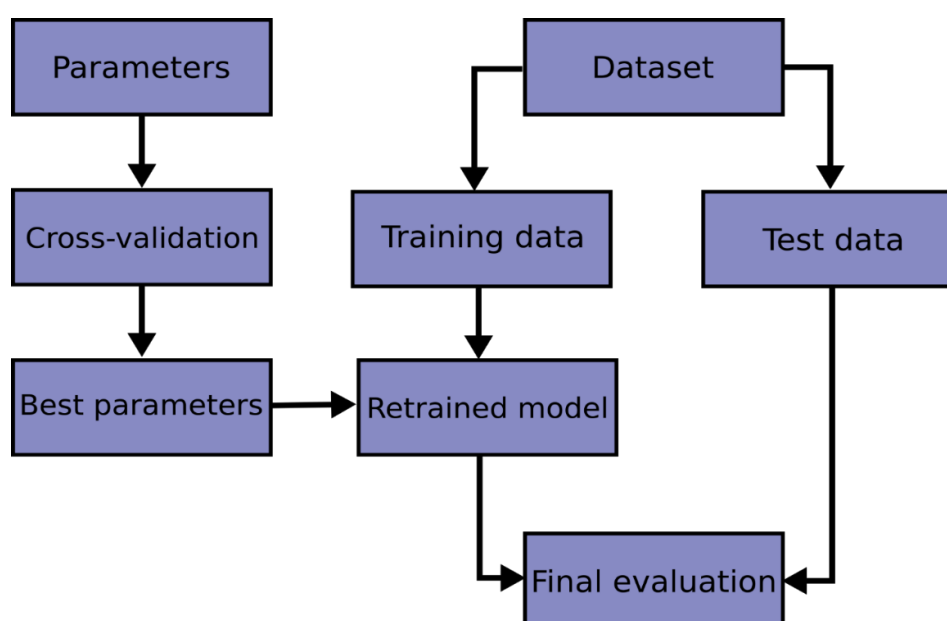 Parameters
Dataset
Cross-validation
Training data
Test data
Best parameters
Retrained model
Final evaluation